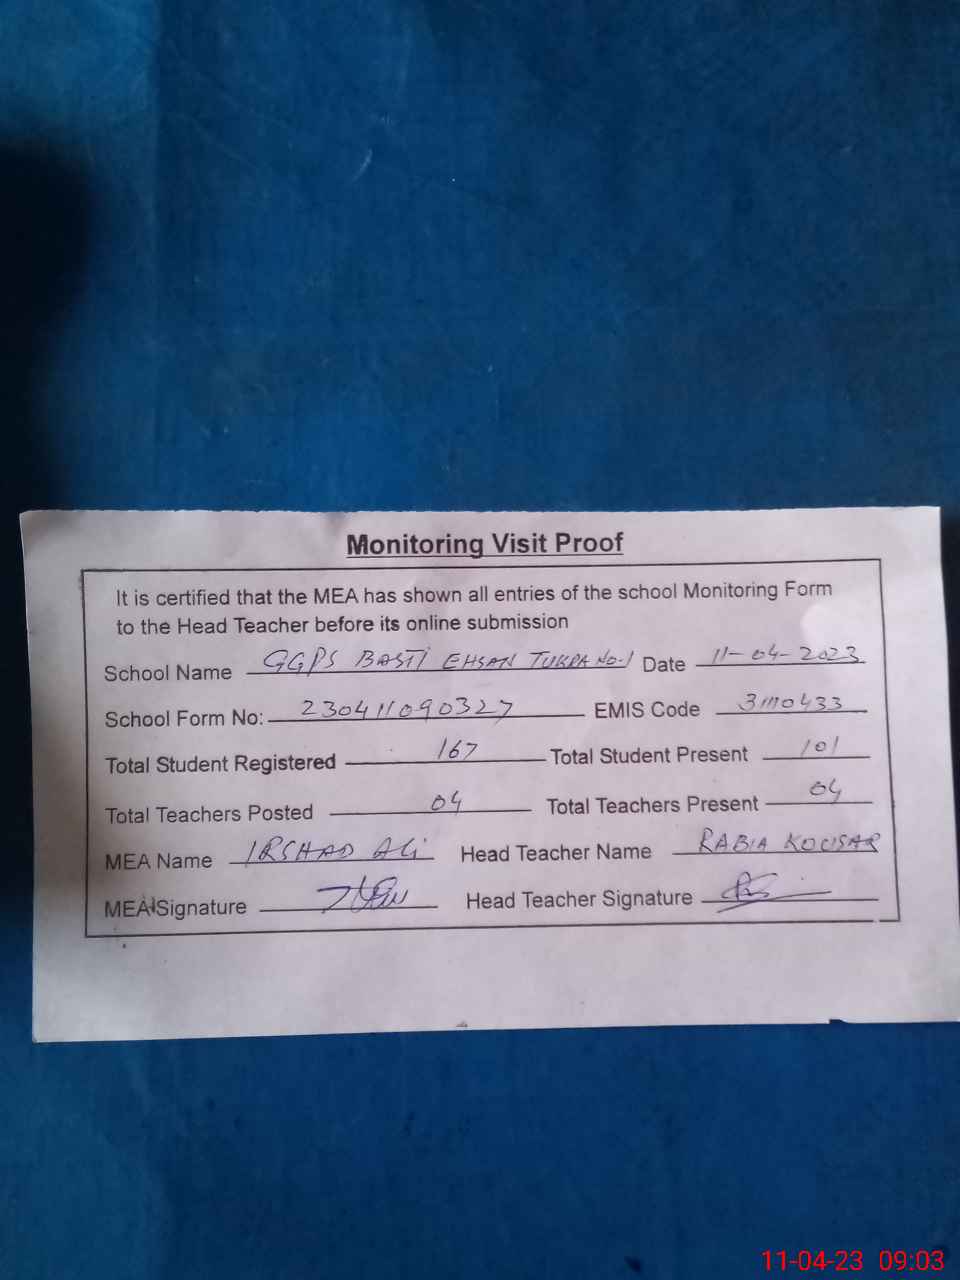 Monitoring Visit Proof
It is certified that the MEA has shown all entries of the school Monitoring Form
to the Head Teacher before its online submission
School Name GGPS BASTI EHSAN TUKRA NO-1 Date 11-04-2023
School Form No: 230411090327 EMIS Code 31110433
Total Student Registered 167 Total Student Present 101
Total Teachers Posted 04 Total Teachers Present 04
MEA Name IRSHAD ALi Head Teacher Name RABIA KOUSAR
MEA Signature Head Teacher Signature
11-04-23 09:03